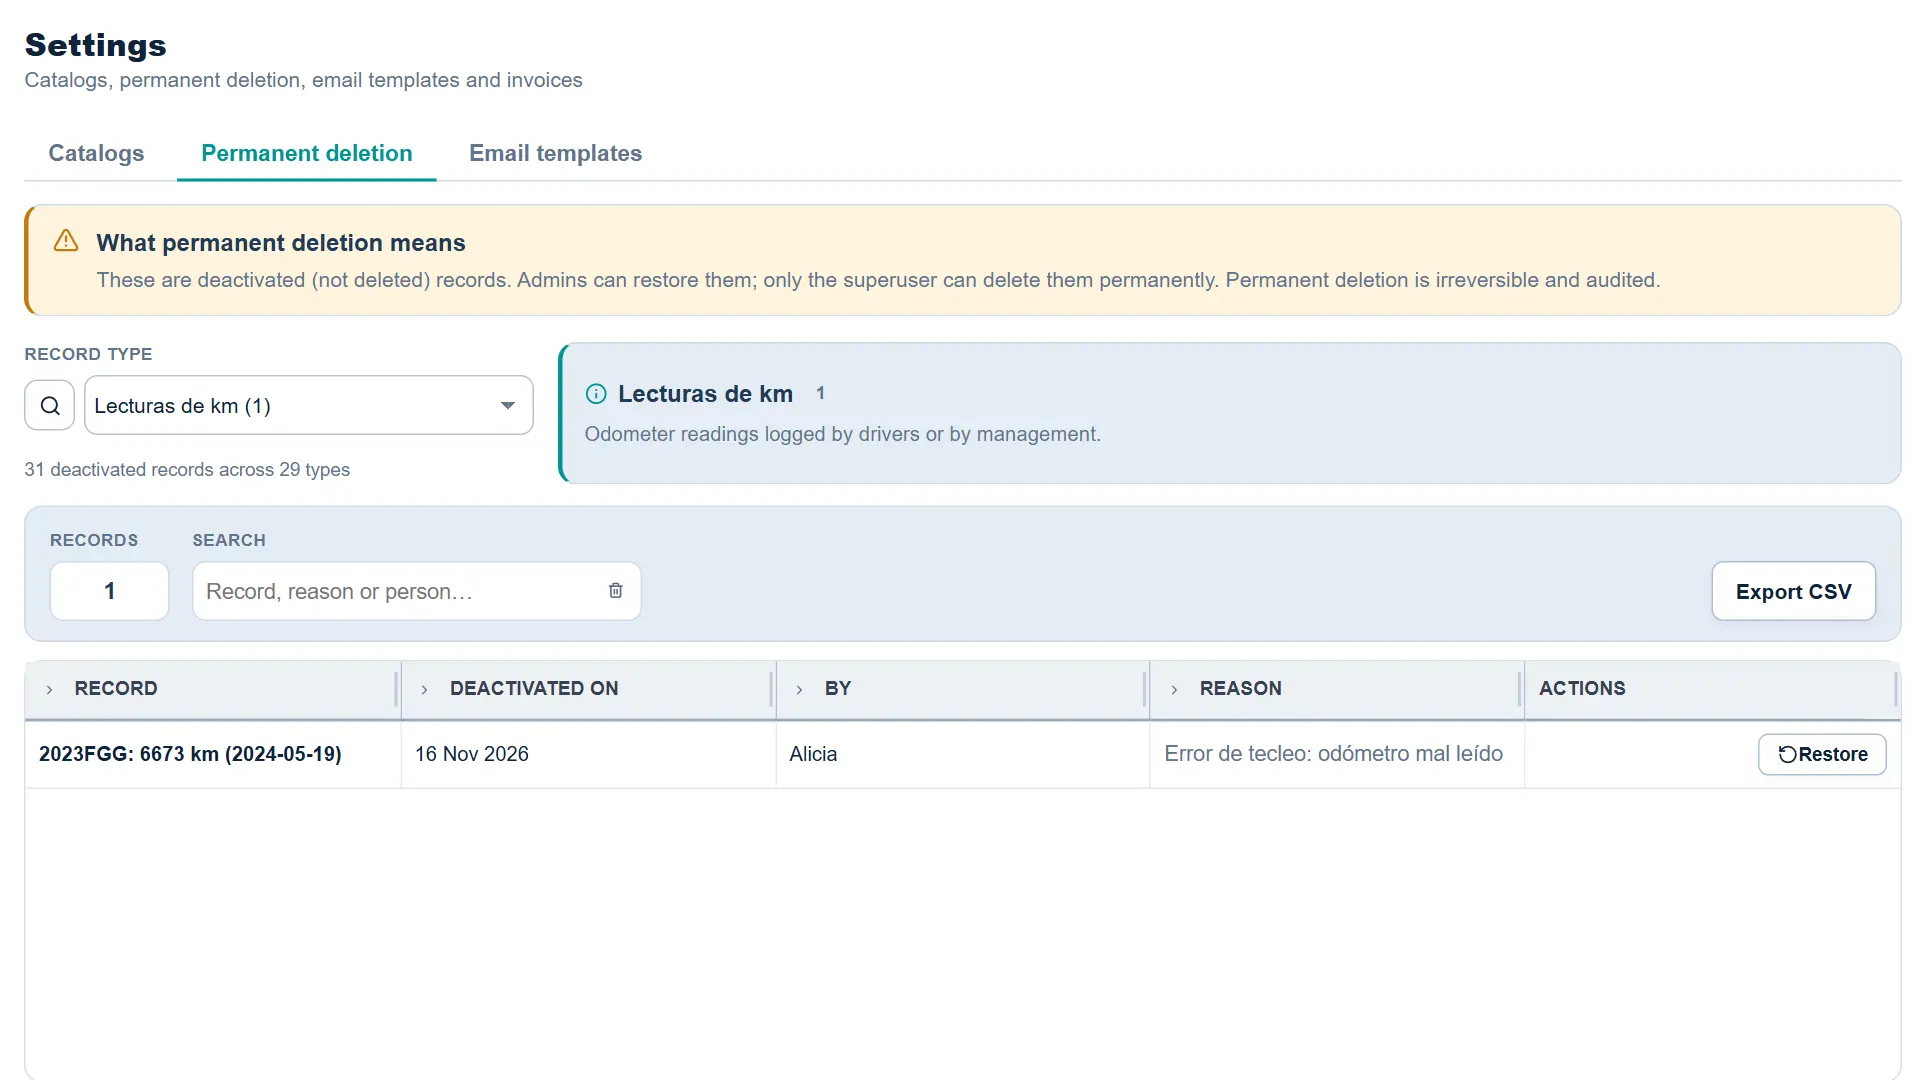 Settings
Catalogs, permanent deletion, email templates and invoices
Catalogs
Permanent deletion
Email templates
What permanent deletion means
These are deactivated (not deleted) records. Admins can restore them; only the superuser can delete them permanently. Permanent deletion is irreversible and audited.
RECORD TYPE
Lecturas de km (1)
31 deactivated records across 29 types
Lecturas de km 1
Odometer readings logged by drivers or by management.
RECORDS
1
SEARCH
Record, reason or person…
Export CSV
RECORD
DEACTIVATED ON
BY
REASON
ACTIONS
2023FGG: 6673 km (2024-05-19)
16 Nov 2026
Alicia
Error de tecleo: odómetro mal leído
Restore